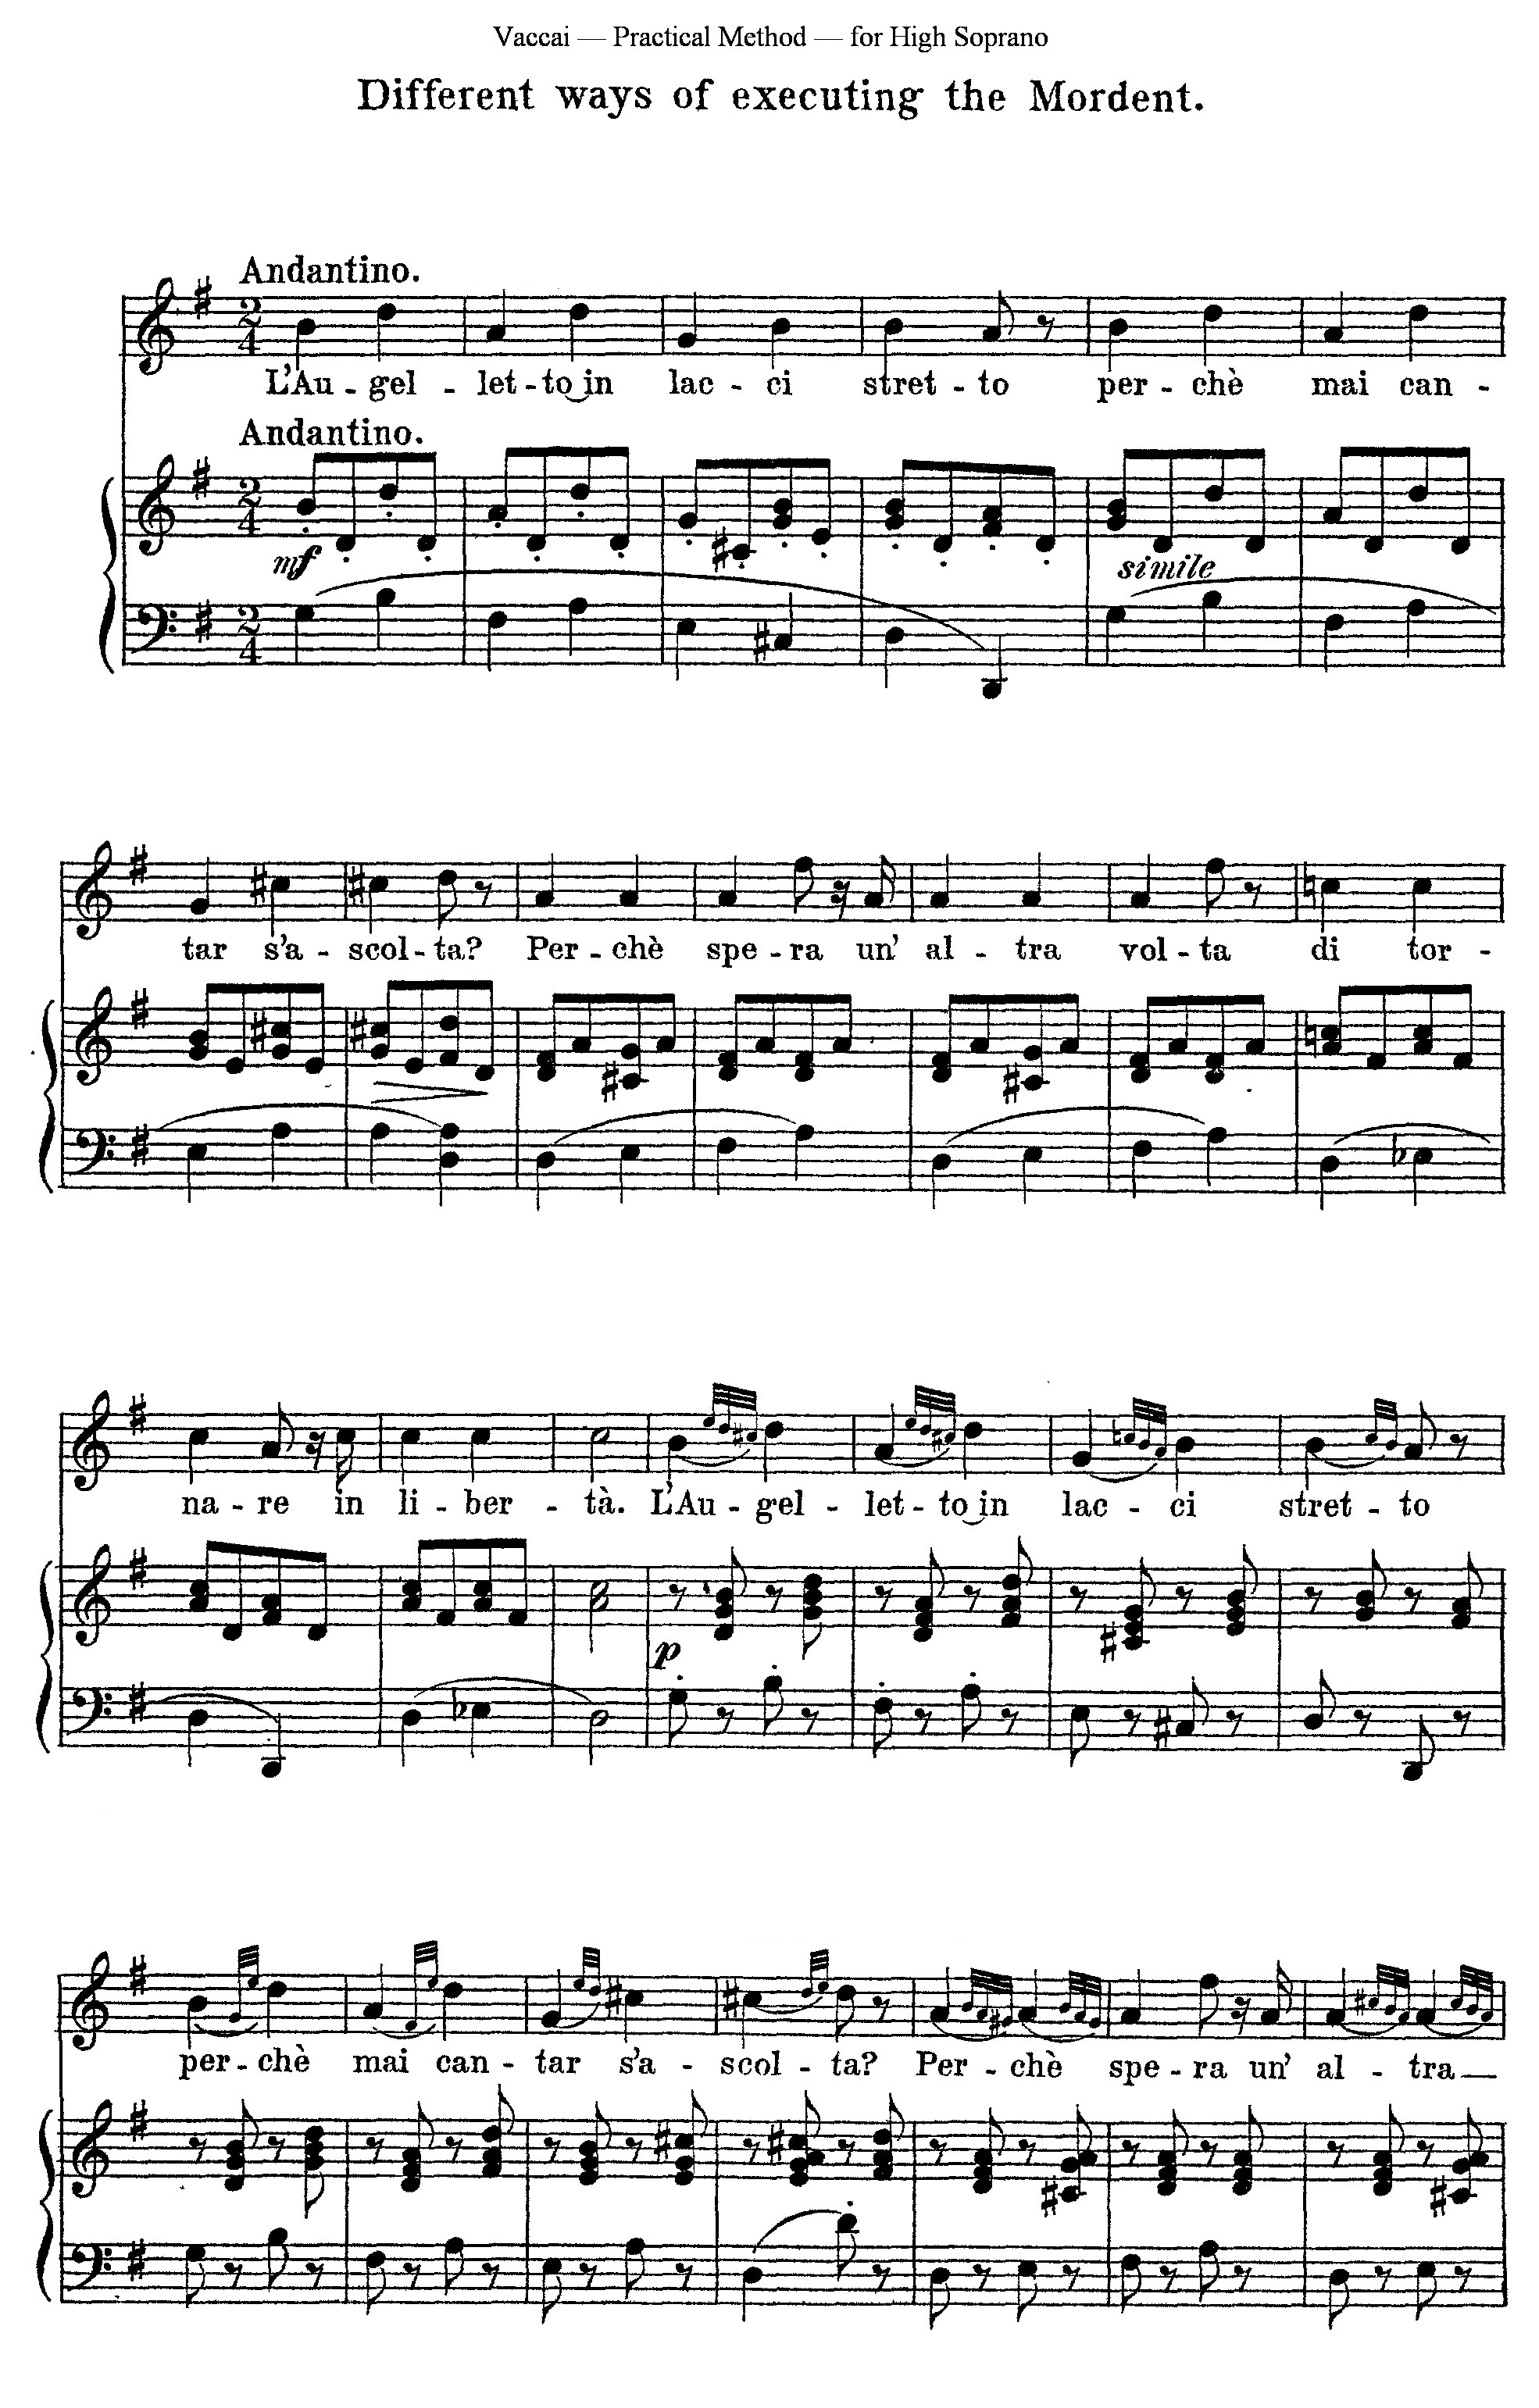 Vaccai — Practical Method — for High Soprano
Different ways of executing the Mordent.
Andantino.
L'Au - gel - let - to in lac - ci stret - to per - chè mai can -
Andantino.
mf
simile
tar s'a - scol - ta? Per - chè spe - ra un' al - tra vol - ta di tor -
na - re in li - ber - tà. L'Au - gel - let - to in lac - ci stret - to
p
per - chè mai can - tar s'a - scol - ta? Per - chè spe - ra un' al - tra